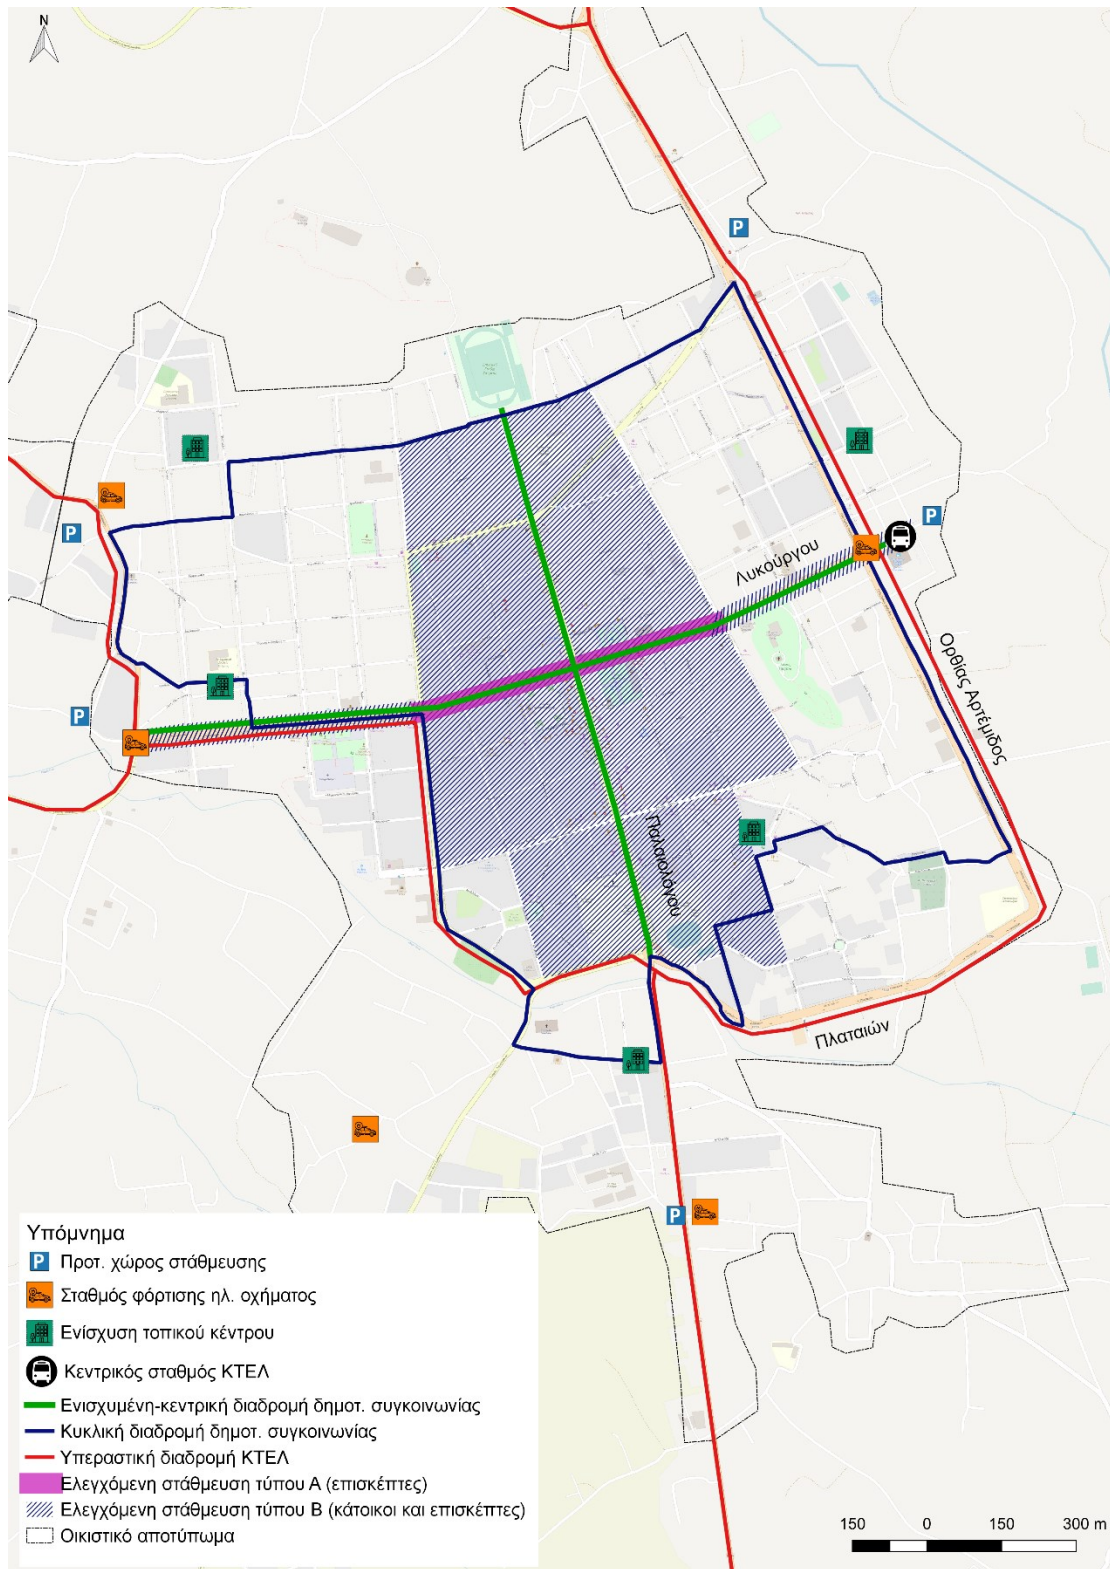 N
P
P
Λυκούργου
P
Ορθίας Αρτέμιδος
P
Παλαιολόγου
Πλαταιών
P
Υπόμνημα
P Προτ. χώρος στάθμευσης
Σταθμός φόρτισης ηλ. οχήματος
Ενίσχυση τοπικού κέντρου
Κεντρικός σταθμός ΚΤΕΛ
Ενισχυμένη-κεντρική διαδρομή δημοτ. συγκοινωνίας
Κυκλική διαδρομή δημοτ. συγκοινωνίας
Υπεραστική διαδρομή ΚΤΕΛ
Ελεγχόμενη στάθμευση τύπου Α (επισκέπτες)
Ελεγχόμενη στάθμευση τύπου Β (κάτοικοι και επισκέπτες)
Οικιστικό αποτύπωμα
150 0 150 300 m